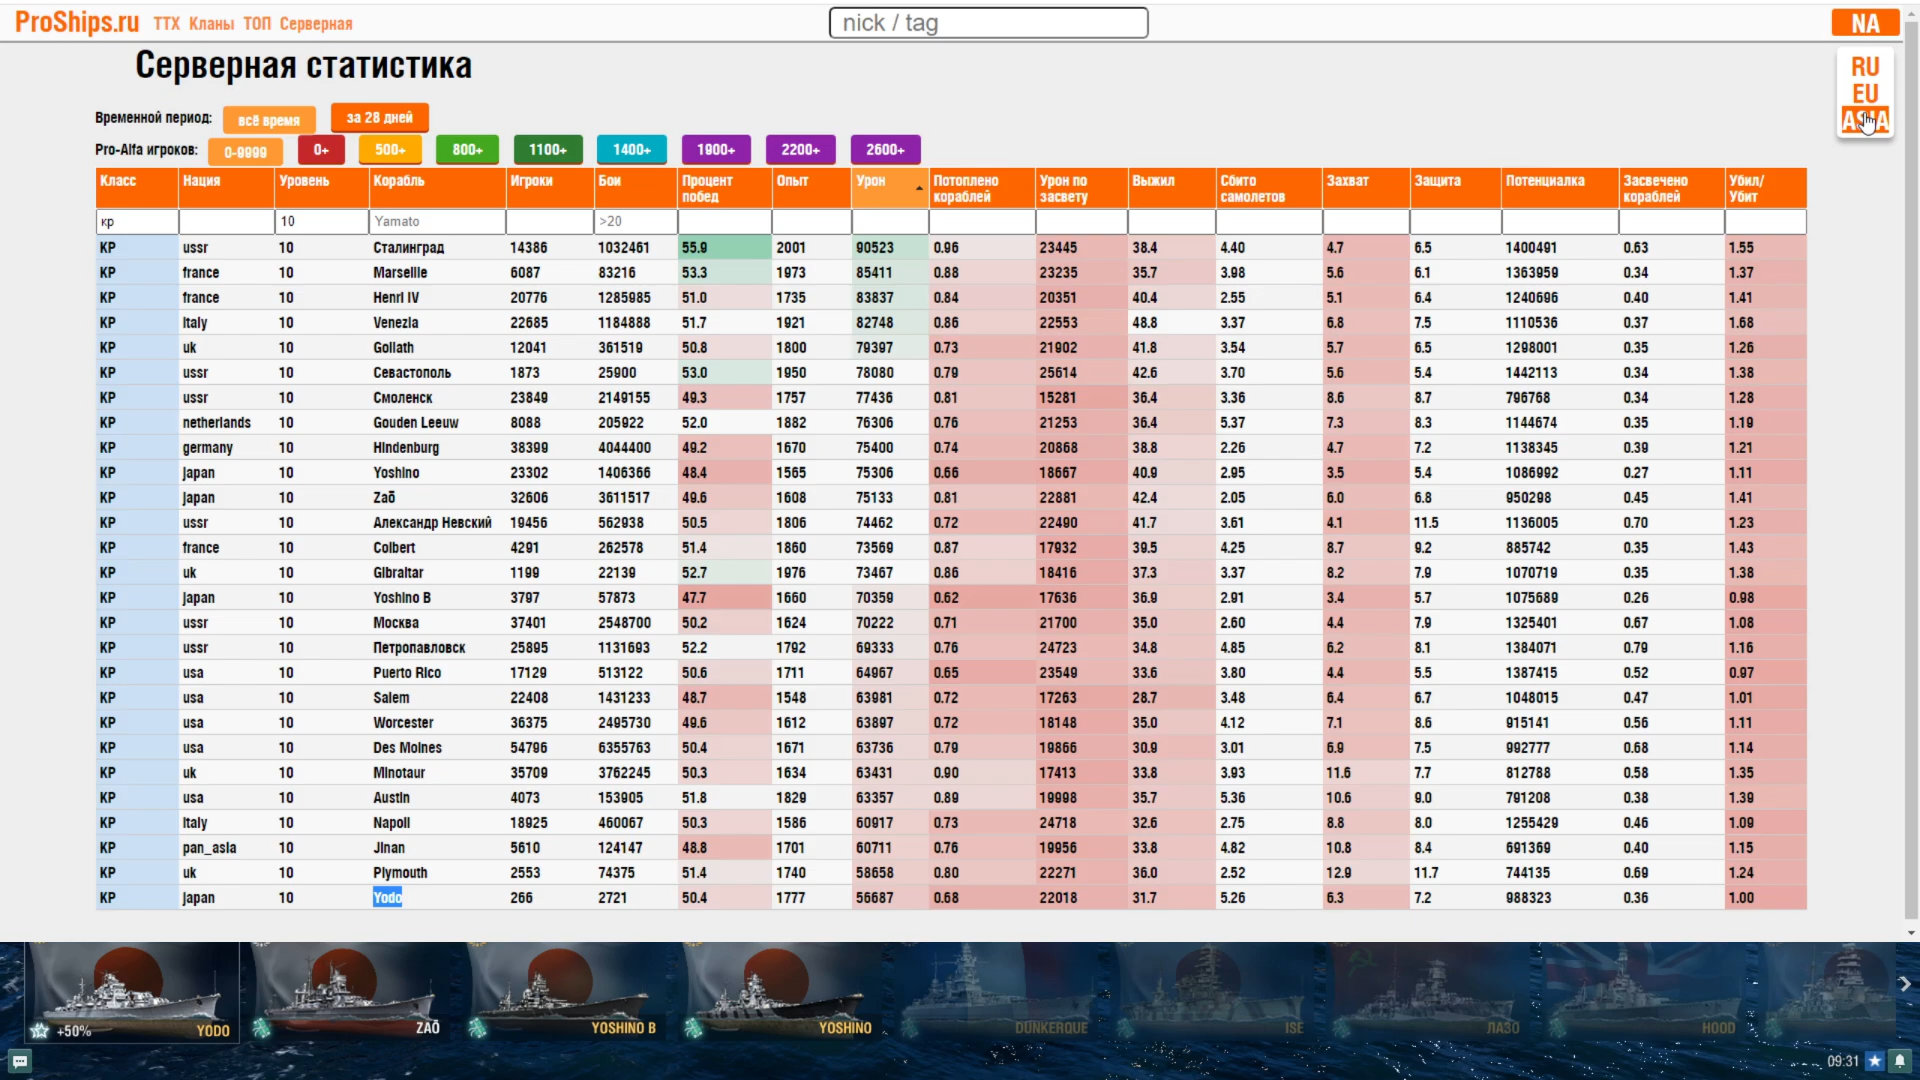 ProShips.ru ТТХ Кланы ТОП Серверная nick / tag NA
RU
EU
ASIA
Серверная статистика
Временной период: всё время за 28 дней
Pro-Alfa игроков: 0-9999 0+ 500+ 800+ 1100+ 1400+ 1900+ 2200+ 2600+
Класс Нация Уровень Корабль Игроки Бои Процент побед Опыт Урон Потоплено кораблей Урон по засвету Выжил Сбито самолетов Захват Защита Потенциалка Засвечено кораблей Убил/ Убит
кр 10 Yamato >20
КР ussr 10 Сталинград 14386 1032461 55.9 2001 90523 0.96 23445 38.4 4.40 4.7 6.5 1400491 0.63 1.55
КР france 10 Marseille 6087 83216 53.3 1973 85411 0.88 23235 35.7 3.98 5.6 6.1 1363959 0.34 1.37
КР france 10 Henri IV 20776 1285985 51.0 1735 83837 0.84 20351 40.4 2.55 5.1 6.4 1240696 0.40 1.41
КР italy 10 Venezia 22685 1184888 51.7 1921 82748 0.86 22553 48.8 3.37 6.8 7.5 1110536 0.37 1.68
КР uk 10 Goliath 12041 361519 50.8 1800 79397 0.73 21902 41.8 3.54 5.7 6.5 1298001 0.35 1.26
КР ussr 10 Севастополь 1873 25900 53.0 1950 78080 0.79 25614 42.6 3.70 5.6 5.4 1442113 0.34 1.38
КР ussr 10 Смоленск 23849 2149155 49.3 1757 77436 0.81 15281 36.4 3.36 8.6 8.7 796768 0.34 1.28
КР netherlands 10 Gouden Leeuw 8088 205922 52.0 1882 76306 0.76 21253 36.4 5.37 7.3 8.3 1144674 0.35 1.19
КР germany 10 Hindenburg 38399 4044400 49.2 1670 75400 0.74 20868 38.8 2.26 4.7 7.2 1138345 0.39 1.21
КР japan 10 Yoshino 23302 1406366 48.4 1565 75306 0.66 18667 40.9 2.95 3.5 5.4 1086992 0.27 1.11
КР japan 10 Zaō 32606 3611517 49.6 1608 75133 0.81 22881 42.4 2.05 6.0 6.8 950298 0.45 1.41
КР ussr 10 Александр Невский 19456 562938 50.5 1806 74462 0.72 22490 41.7 3.61 4.1 11.5 1136005 0.70 1.23
КР france 10 Colbert 4291 262578 51.4 1860 73569 0.87 17932 39.5 4.25 8.7 9.2 885742 0.35 1.43
КР uk 10 Gibraltar 1199 22139 52.7 1976 73467 0.86 18416 37.3 3.37 8.2 7.9 1070719 0.35 1.38
КР japan 10 Yoshino B 3797 57873 47.7 1660 70359 0.62 17636 36.9 2.91 3.4 5.7 1075689 0.26 0.98
КР ussr 10 Москва 37401 2548700 50.2 1624 70222 0.71 21700 35.0 2.60 4.4 7.9 1325401 0.67 1.08
КР ussr 10 Петропавловск 25895 1131693 52.2 1792 69333 0.76 24723 34.8 4.85 6.2 8.1 1384071 0.79 1.16
КР usa 10 Puerto Rico 17129 513122 50.6 1711 64967 0.65 23549 33.6 3.80 4.4 5.5 1387415 0.52 0.97
КР usa 10 Salem 22408 1431233 48.7 1548 63981 0.72 17263 28.7 3.48 6.4 6.7 1048015 0.47 1.01
КР usa 10 Worcester 36375 2495730 49.6 1612 63897 0.72 18148 35.0 4.12 7.1 8.6 915141 0.56 1.11
КР usa 10 Des Moines 54796 6355763 50.4 1671 63736 0.79 19866 30.9 3.01 6.9 7.5 992777 0.68 1.14
КР uk 10 Minotaur 35709 3762245 50.3 1634 63431 0.90 17413 33.8 3.93 11.6 7.7 812788 0.58 1.35
КР usa 10 Austin 4073 153905 51.8 1829 63357 0.89 19998 35.7 5.36 10.6 9.0 791208 0.38 1.39
КР italy 10 Napoli 18925 460067 50.3 1586 60917 0.73 24718 32.6 2.75 8.8 8.0 1255429 0.46 1.09
КР pan_asia 10 Jinan 5610 124147 48.8 1701 60711 0.76 19956 33.8 4.82 10.8 8.4 691369 0.40 1.15
КР uk 10 Plymouth 2553 74375 51.4 1740 58658 0.80 22271 36.0 2.52 12.9 11.7 744135 0.69 1.24
КР japan 10 Yodo 266 2721 50.4 1777 56687 0.68 22018 31.7 5.26 6.3 7.2 988323 0.36 1.00
+50% YODO ZAŌ YOSHINO B YOSHINO DUNKERQUE ISE ЛАЗО HOOD
09:31